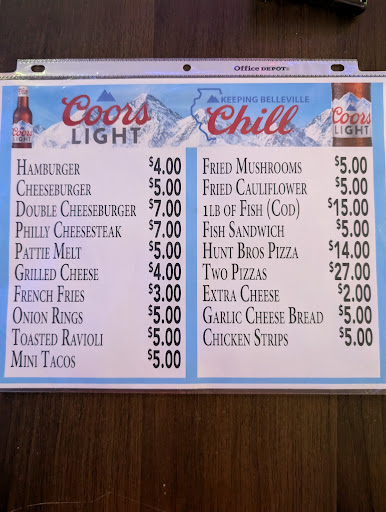 Office DEPOT
Coors
LIGHT
KEEPING BELLEVILLE
Chill
Coors
LIGHT
Coors
LIGHT
HAMBURGER $4.00
CHEESEBURGER $5.00
DOUBLE CHEESEBURGER $7.00
PHILLY CHEESESTEAK $7.00
PATTIE MELT $5.00
GRILLED CHEESE $4.00
FRENCH FRIES $3.00
ONION RINGS $5.00
TOASTED RAVIOLI $5.00
MINI TACOS $5.00
FRIED MUSHROOMS $5.00
FRIED CAULIFLOWER $5.00
1LB OF FISH (COD) $15.00
FISH SANDWICH $5.00
HUNT BROS PIZZA $14.00
TWO PIZZAS $27.00
EXTRA CHEESE $2.00
GARLIC CHEESE BREAD $5.00
CHICKEN STRIPS $5.00